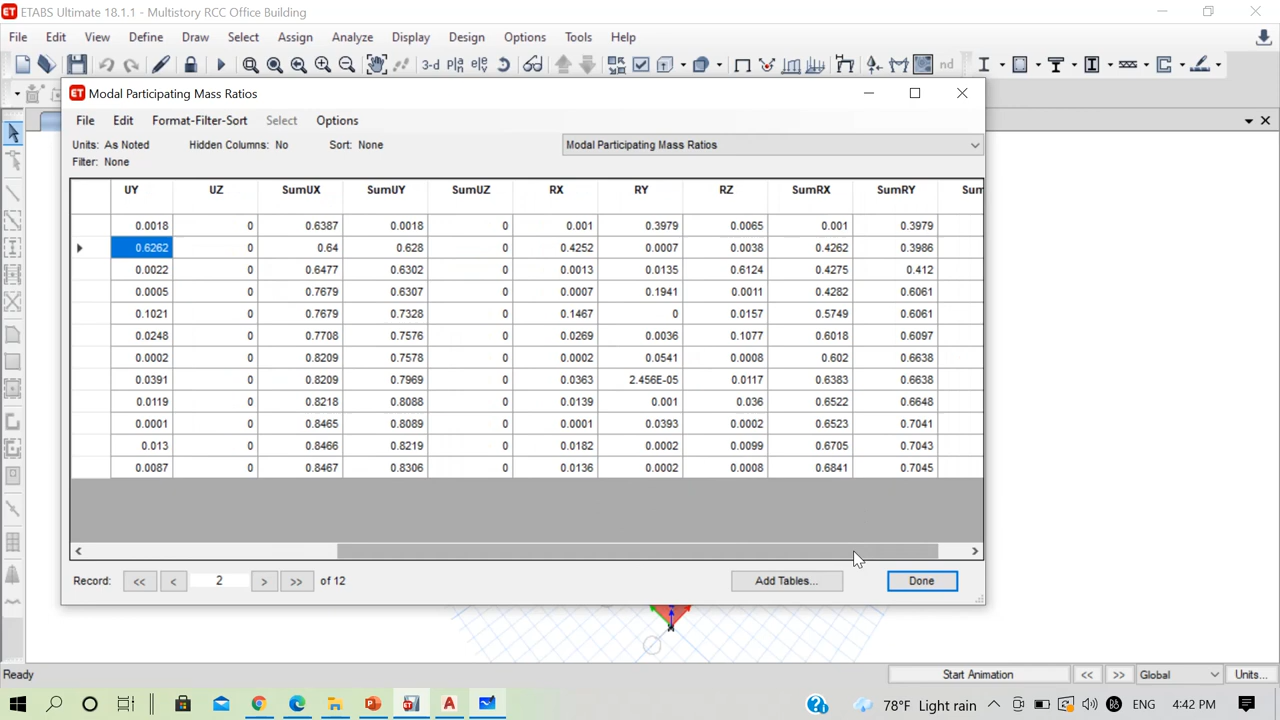 ETABS Ultimate 18.1.1 - Multistory RCC Office Building
File Edit View Define Draw Select Assign Analyze Display Design Options Tools Help
3-d nd
Modal Participating Mass Ratios
File Edit Format-Filter-Sort Select Options
Units: As Noted Hidden Columns: No Sort: None Modal Participating Mass Ratios
Filter: None
UY UZ SumUX SumUY SumUZ RX RY RZ SumRX SumRY Sum
0.0018 0 0.6387 0.0018 0 0.001 0.3979 0.0065 0.001 0.3979
0.6262 0 0.64 0.628 0 0.4252 0.0007 0.0038 0.4262 0.3986
0.0022 0 0.6477 0.6302 0 0.0013 0.0135 0.6124 0.4275 0.412
0.0005 0 0.7679 0.6307 0 0.0007 0.1941 0.0011 0.4282 0.6061
0.1021 0 0.7679 0.7328 0 0.1467 0 0.0157 0.5749 0.6061
0.0248 0 0.7708 0.7576 0 0.0269 0.0036 0.1077 0.6018 0.6097
0.0002 0 0.8209 0.7578 0 0.0002 0.0541 0.0008 0.602 0.6638
0.0391 0 0.8209 0.7969 0 0.0363 2.456E-05 0.0117 0.6383 0.6638
0.0119 0 0.8218 0.8088 0 0.0139 0.001 0.036 0.6522 0.6648
0.0001 0 0.8465 0.8089 0 0.0001 0.0393 0.0002 0.6523 0.7041
0.013 0 0.8466 0.8219 0 0.0182 0.0002 0.0099 0.6705 0.7043
0.0087 0 0.8467 0.8306 0 0.0136 0.0002 0.0008 0.6841 0.7045
Record: << < 2 > >> of 12 Add Tables... Done
Ready Start Animation << >> Global Units...
78°F Light rain ENG 4:42 PM